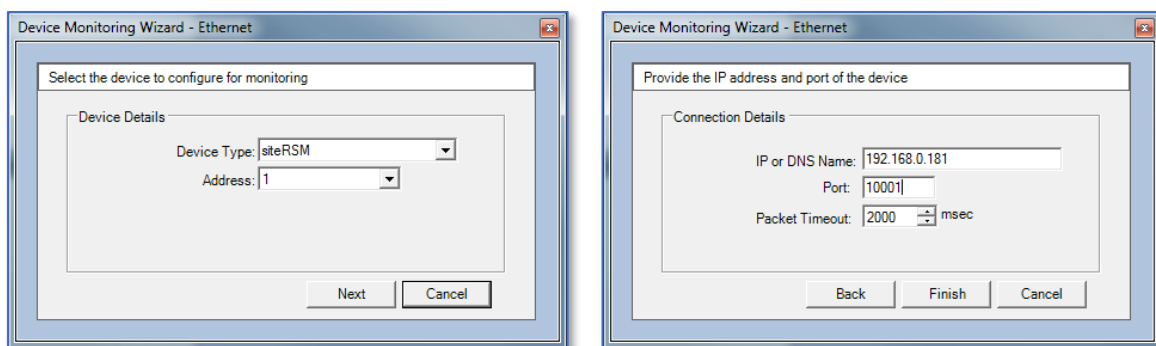 Device Monitoring Wizard - Ethernet
Select the device to configure for monitoring
Device Details
Device Type: siteRSM
Address: 1
Next Cancel
Device Monitoring Wizard - Ethernet
Provide the IP address and port of the device
Connection Details
IP or DNS Name: 192.168.0.181
Port: 10001
Packet Timeout: 2000 msec
Back Finish Cancel